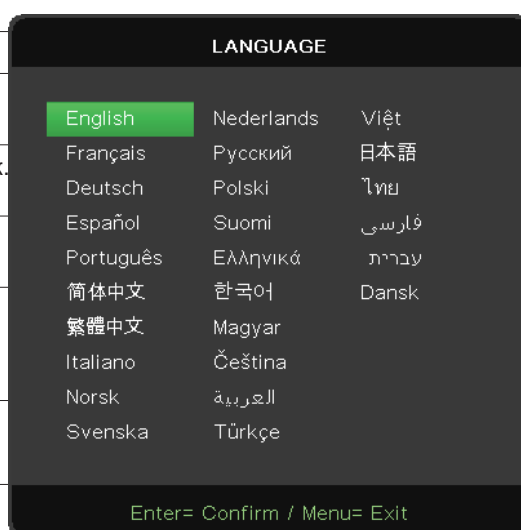 LANGUAGE
English Nederlands Việt
Français Русский 日本語
Deutsch Polski ไทย
Español Suomi فارسی
Português Ελληνικά עברית
简体中文 한국어 Dansk
繁體中文 Magyar
Italiano Čeština
Norsk العربية
Svenska Türkçe
Enter= Confirm / Menu= Exit